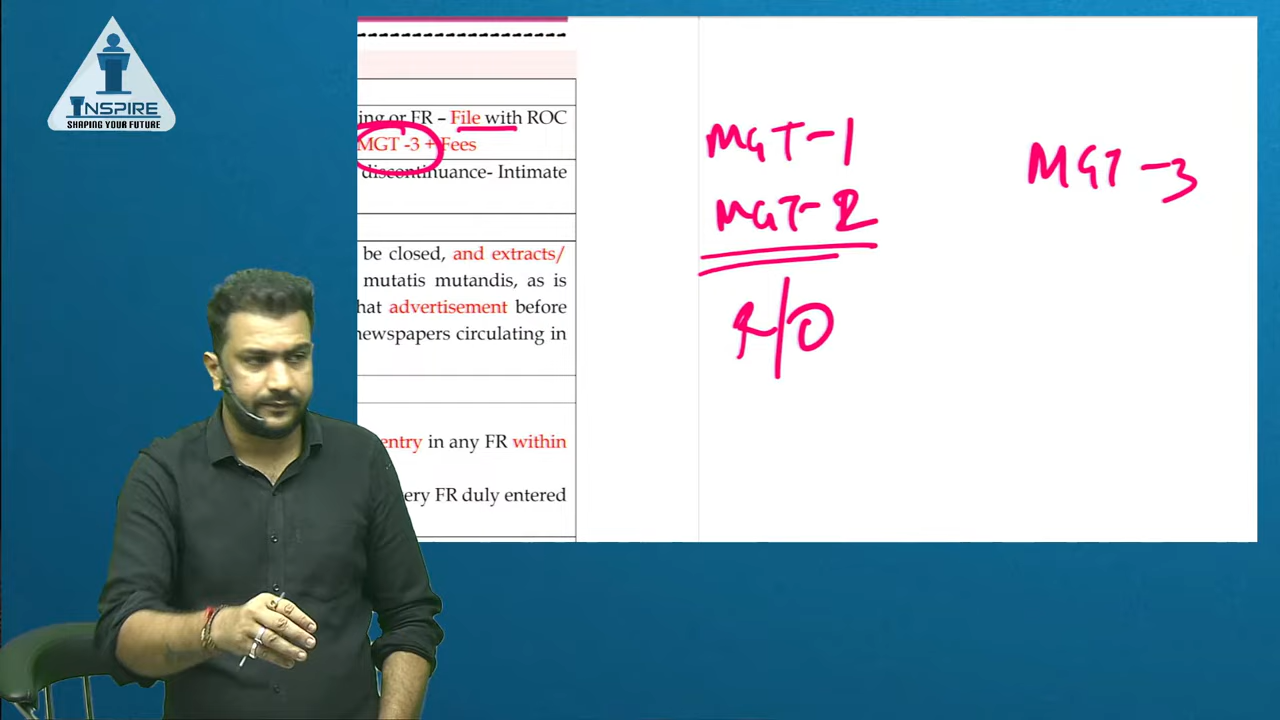 INSPIRE
SHAPING YOUR FUTURE
ing or FR – File with ROC
MGT -3 + Fees
discontinuance- Intimate
be closed, and extracts/
mutatis mutandis, as is
hat advertisement before
newspapers circulating in
entry in any FR within
ery FR duly entered
MGT-1
MGT-2
R/O
MGT-3